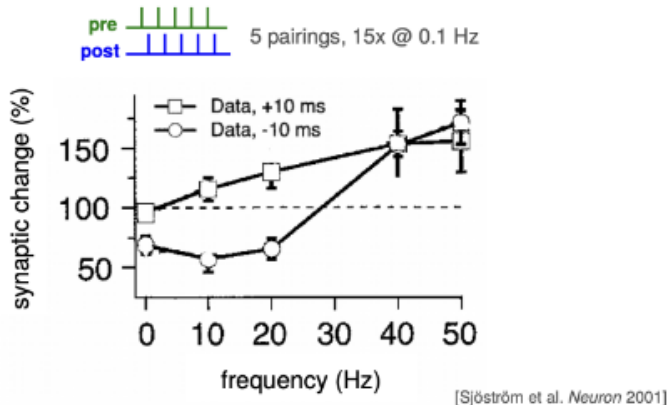 pre
post
5 pairings, 15x @ 0.1 Hz
synaptic change (%)
Data, +10 ms
Data, -10 ms
150
100
50
0 10 20 30 40 50
frequency (Hz)
[Sjöström et al. Neuron 2001]